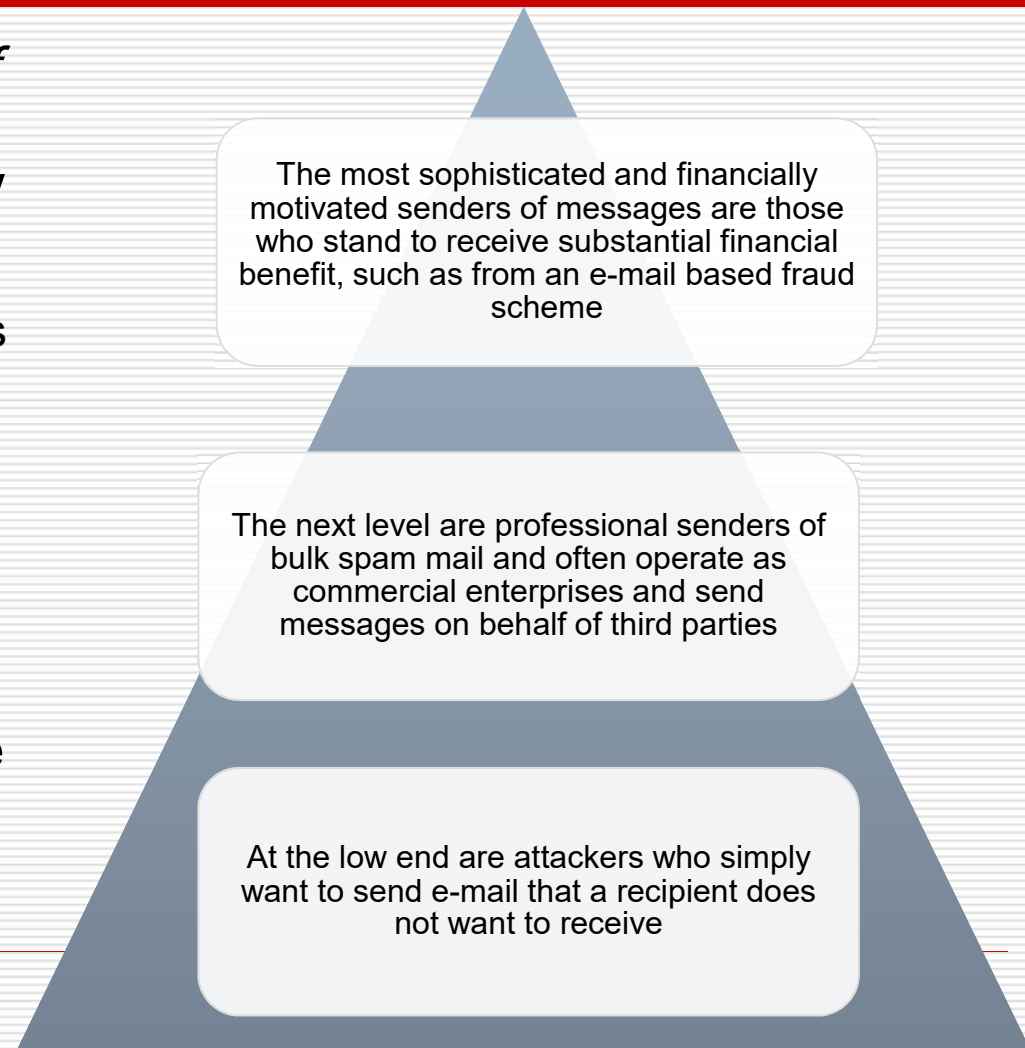 The most sophisticated and financially
motivated senders of messages are those
who stand to receive substantial financial
benefit, such as from an e-mail based fraud
scheme
The next level are professional senders of
bulk spam mail and often operate as
commercial enterprises and send
messages on behalf of third parties
At the low end are attackers who simply
want to send e-mail that a recipient does
not want to receive